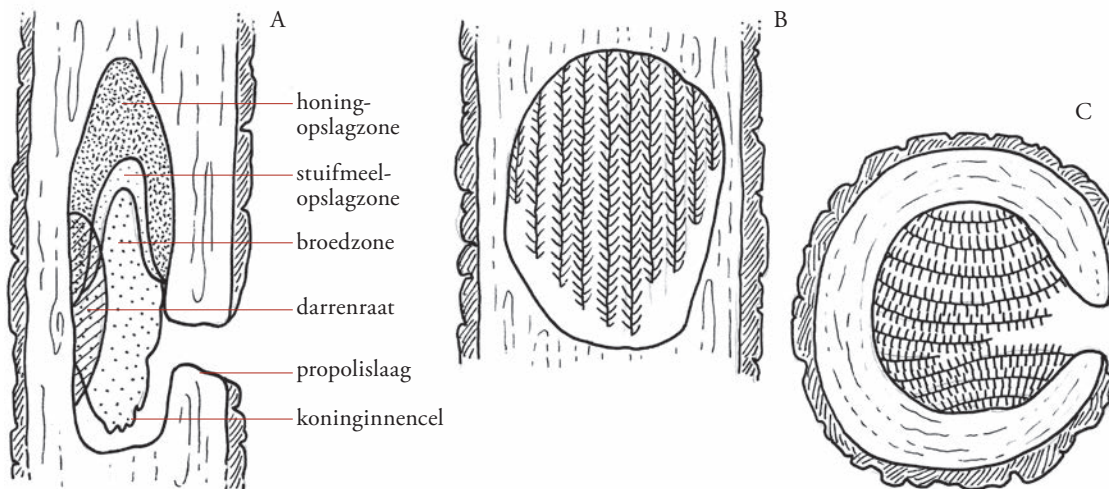 A
honing-
opslagzone
stuifmeel-
opslagzone
broedzone
darrenraat
propolislaag
koninginnencel
B
C